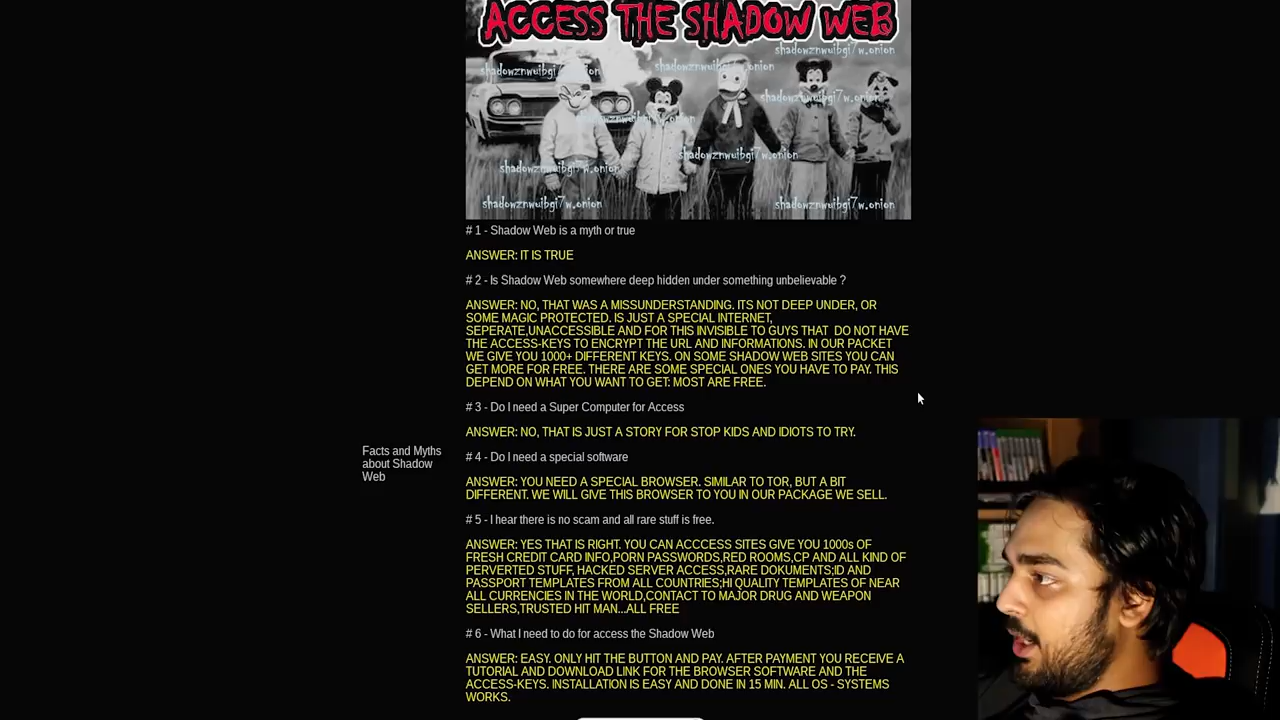 ACCESS THE SHADOW WEB
shadowznwuibgi7w.onion
shadowznwuibgi7w.onion
shadowznwuibgi7w.onion
shadowznwuibgi7w.onion
shadowznwuibgi7w.onion
shadowznwuibgi7w.onion
shadowznwuibgi7w.onion
shadowznwuibgi7w.onion
shadowznwuibgi7w.onion
# 1 - Shadow Web is a myth or true
ANSWER: IT IS TRUE
# 2 - Is Shadow Web somewhere deep hidden under something unbelievable ?
ANSWER: NO, THAT WAS A MISSUNDERSTANDING. ITS NOT DEEP UNDER, OR
SOME MAGIC PROTECTED. IS JUST A SPECIAL INTERNET,
SEPERATE,UNACCESSIBLE AND FOR THIS INVISIBLE TO GUYS THAT  DO NOT HAVE
THE ACCESS-KEYS TO ENCRYPT THE URL AND INFORMATIONS. IN OUR PACKET
WE GIVE YOU 1000+ DIFFERENT KEYS. ON SOME SHADOW WEB SITES YOU CAN
GET MORE FOR FREE. THERE ARE SOME SPECIAL ONES YOU HAVE TO PAY. THIS
DEPEND ON WHAT YOU WANT TO GET: MOST ARE FREE.
# 3 - Do I need a Super Computer for Access
ANSWER: NO, THAT IS JUST A STORY FOR STOP KIDS AND IDIOTS TO TRY.
# 4 - Do I need a special software
Facts and Myths
about Shadow
Web
ANSWER: YOU NEED A SPECIAL BROWSER. SIMILAR TO TOR, BUT A BIT
DIFFERENT. WE WILL GIVE THIS BROWSER TO YOU IN OUR PACKAGE WE SELL.
# 5 - I hear there is no scam and all rare stuff is free.
ANSWER: YES THAT IS RIGHT. YOU CAN ACCCESS SITES GIVE YOU 1000s OF
FRESH CREDIT CARD INFO,PORN PASSWORDS,RED ROOMS,CP AND ALL KIND OF
PERVERTED STUFF, HACKED SERVER ACCESS,RARE DOKUMENTS;ID AND
PASSPORT TEMPLATES FROM ALL COUNTRIES;HI QUALITY TEMPLATES OF NEAR
ALL CURRENCIES IN THE WORLD,CONTACT TO MAJOR DRUG AND WEAPON
SELLERS,TRUSTED HIT MAN...ALL FREE
# 6 - What I need to do for access the Shadow Web
ANSWER: EASY. ONLY HIT THE BUTTON AND PAY. AFTER PAYMENT YOU RECEIVE A
TUTORIAL AND DOWNLOAD LINK FOR THE BROWSER SOFTWARE AND THE
ACCESS-KEYS. INSTALLATION IS EASY AND DONE IN 15 MIN. ALL OS - SYSTEMS
WORKS.